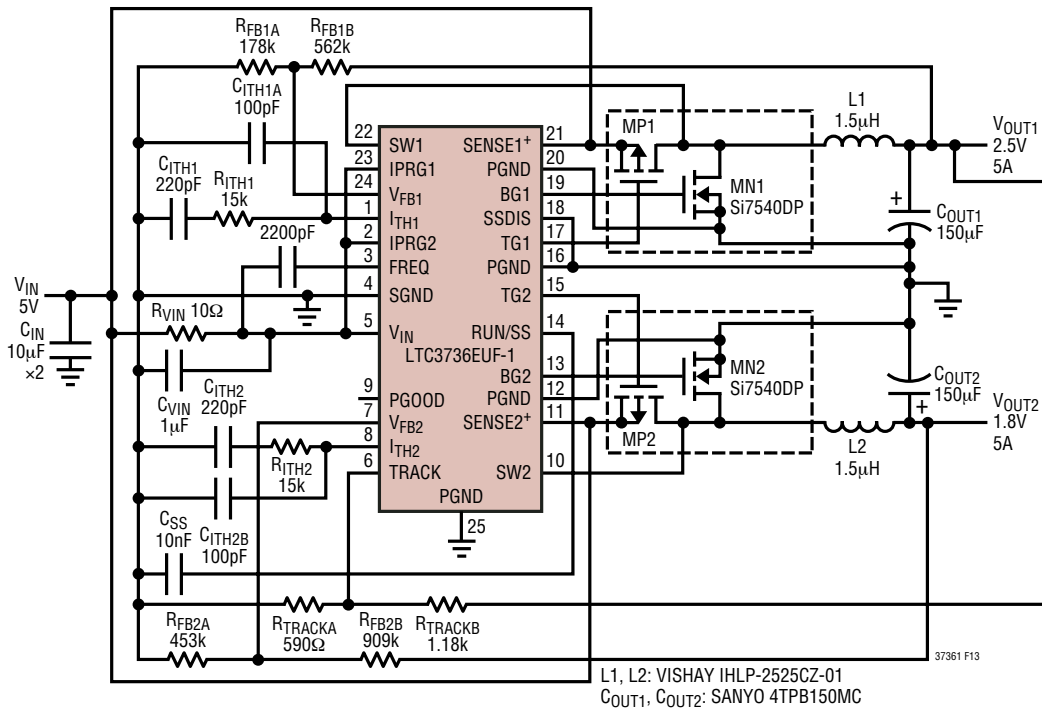 RFB1A
178k
RFB1B
562k
CITH1A
100pF
CITH1
220pF
RITH1
15k
2200pF
VIN
5V
CIN
10µF
×2
RVIN 10Ω
CVIN
1µF
CITH2
220pF
RITH2
15k
CITH2B
100pF
CSS
10nF
RFB2A
453k
RTRACKA
590Ω
RFB2B
909k
RTRACKB
1.18k
22
23
24
1
2
3
4
5
9
7
8
6
SW1
IPRG1
VFB1
ITH1
IPRG2
FREQ
SGND
VIN
LTC3736EUF-1
PGOOD
VFB2
ITH2
TRACK
PGND
25
SENSE1+
PGND
BG1
SSDIS
TG1
PGND
TG2
RUN/SS
BG2
PGND
SENSE2+
SW2
21
20
19
18
17
16
15
14
13
12
11
10
MP1
MN1
Si7540DP
MN2
Si7540DP
MP2
L1
1.5µH
VOUT1
2.5V
5A
+
COUT1
150µF
COUT2
150µF
+
VOUT2
1.8V
5A
L2
1.5µH
37361 F13
L1, L2: VISHAY IHLP-2525CZ-01
COUT1, COUT2: SANYO 4TPB150MC